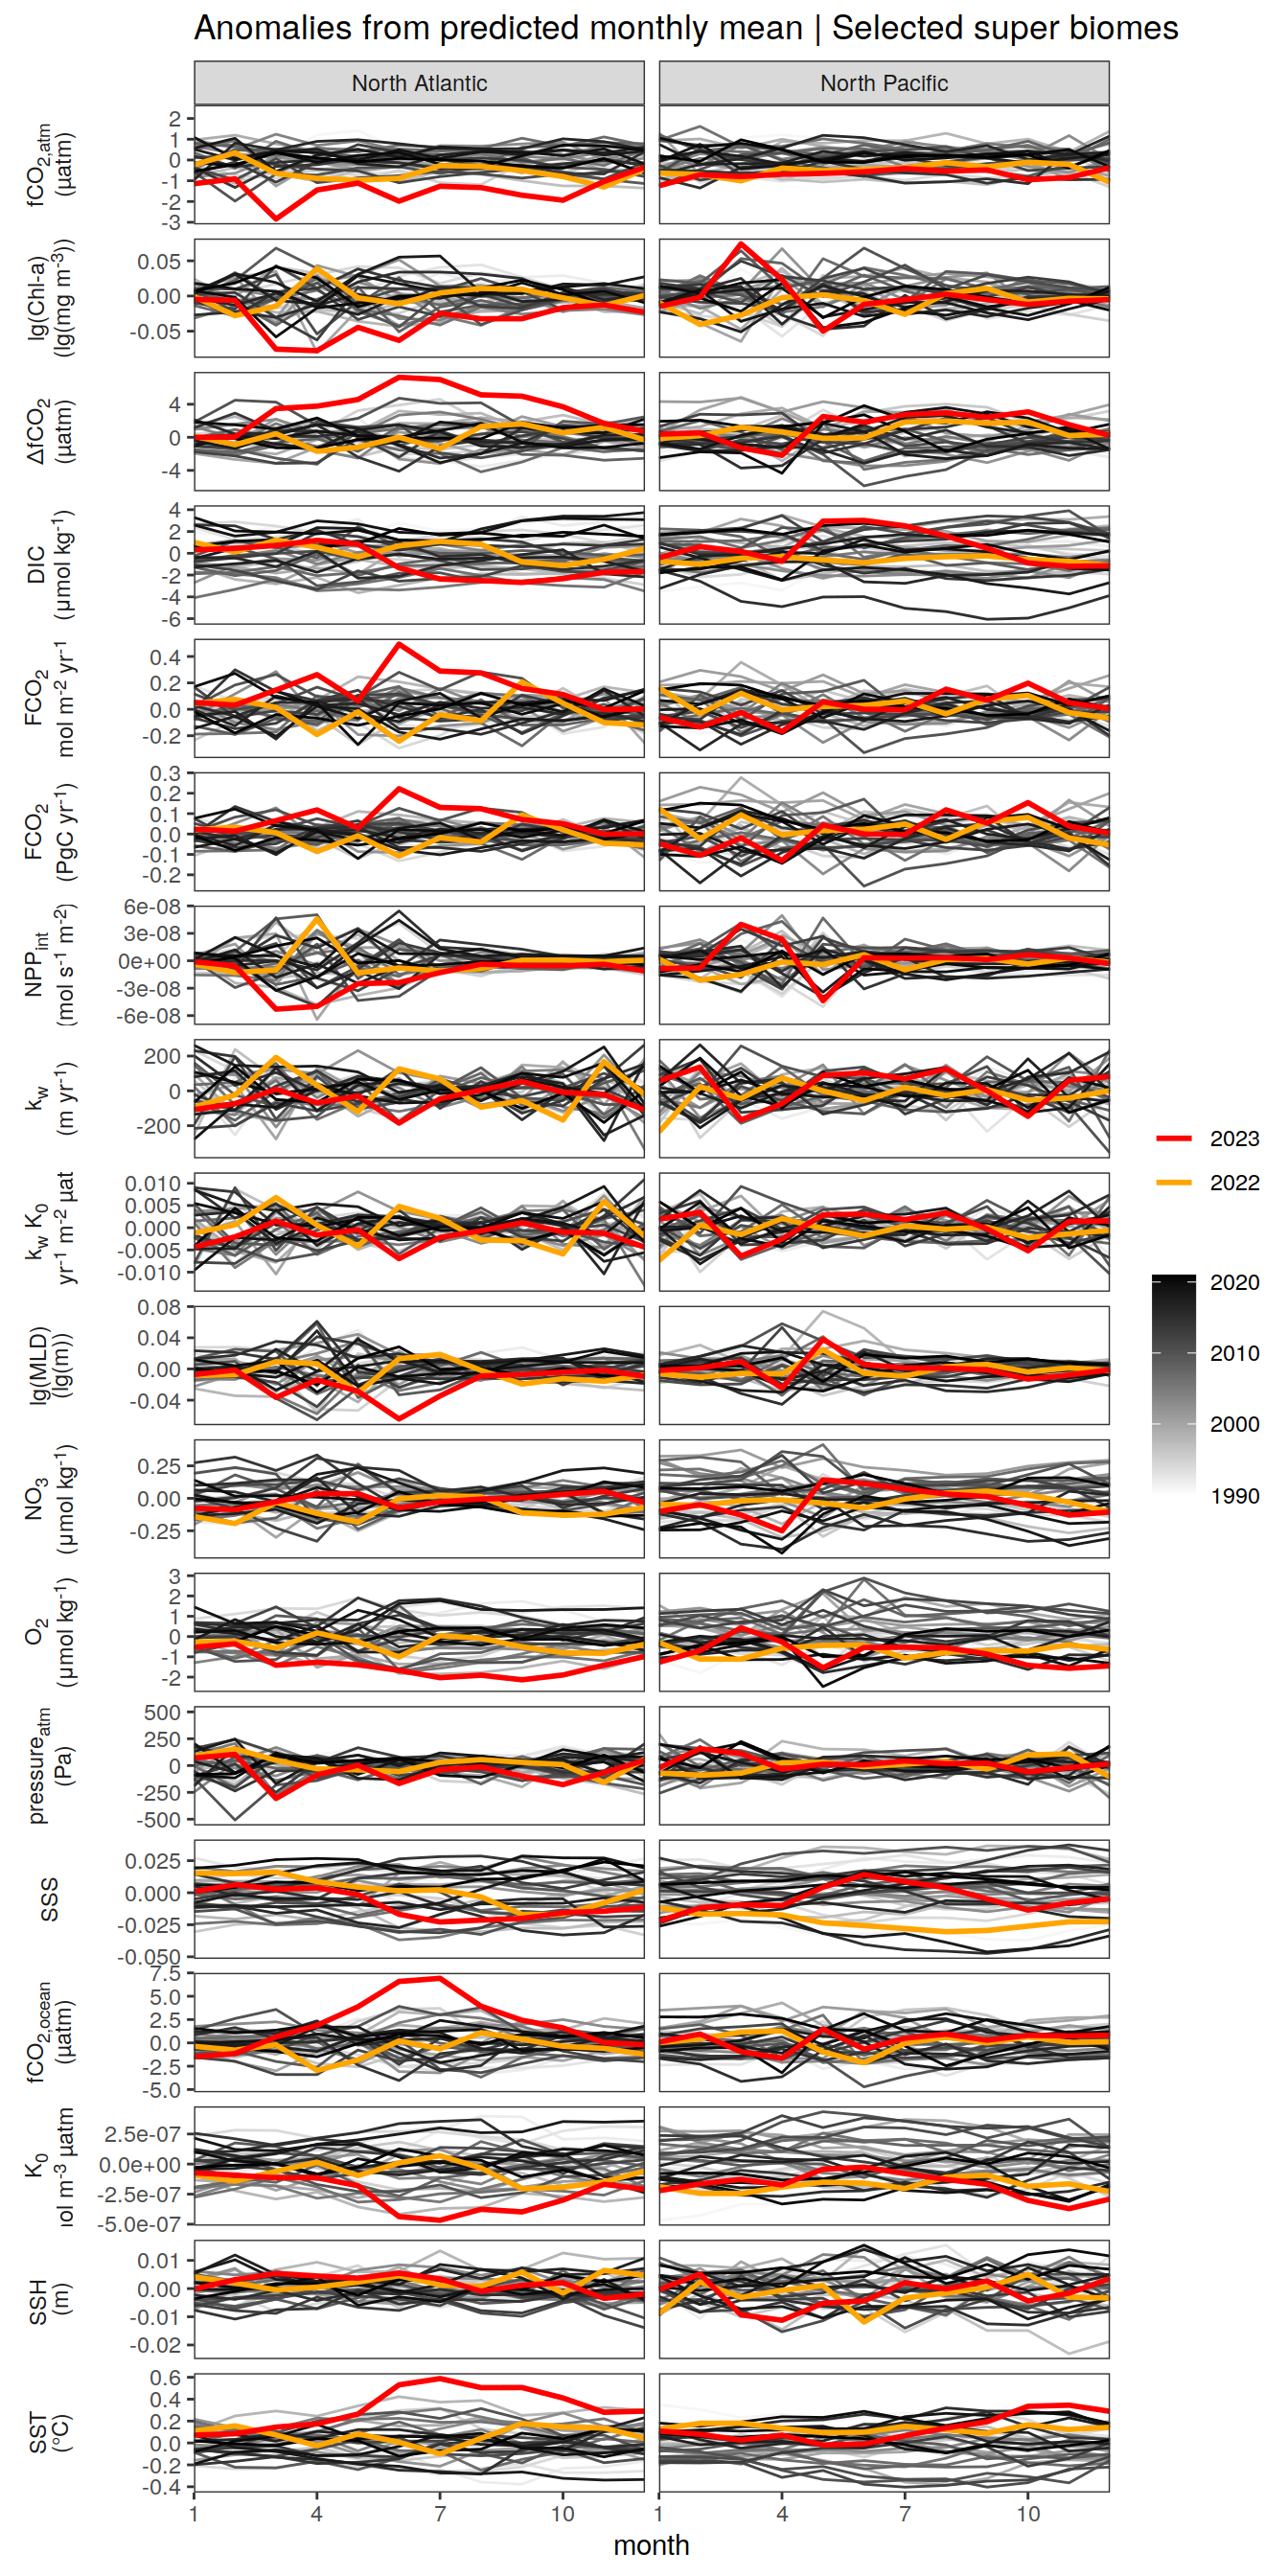 Anomalies from predicted monthly mean | Selected super biomes
North Atlantic
North Pacific
fCO2,atm
(µatm)
2
1
0
-1
-2
-3
lg(Chl-a)
(lg(mg m-3))
0.05
0.00
-0.05
ΔfCO2
(µatm)
4
0
-4
DIC
(µmol kg-1)
4
2
0
-2
-4
-6
FCO2
mol m-2 yr-1
0.4
0.2
0.0
-0.2
FCO2
(PgC yr-1)
0.3
0.2
0.1
0.0
-0.1
-0.2
NPPint
(mol s-1 m-2)
6e-08
3e-08
0e+00
-3e-08
-6e-08
kw
(m yr-1)
200
0
-200
kw K0
yr-1 m-2 µat
0.010
0.005
0.000
-0.005
-0.010
lg(MLD)
(lg(m))
0.08
0.04
0.00
-0.04
NO3
(µmol kg-1)
0.25
0.00
-0.25
O2
(µmol kg-1)
3
2
1
0
-1
-2
pressureatm
(Pa)
500
250
0
-250
-500
SSS
0.025
0.000
-0.025
-0.050
fCO2,ocean
(µatm)
7.5
5.0
2.5
0.0
-2.5
-5.0
K0
ol m-3 µatm
2.5e-07
0.0e+00
-2.5e-07
-5.0e-07
SSH
(m)
0.01
0.00
-0.01
-0.02
SST
(°C)
0.6
0.4
0.2
0.0
-0.2
-0.4
1 4 7 10 1 4 7 10
month
2023
2022
2020
2010
2000
1990